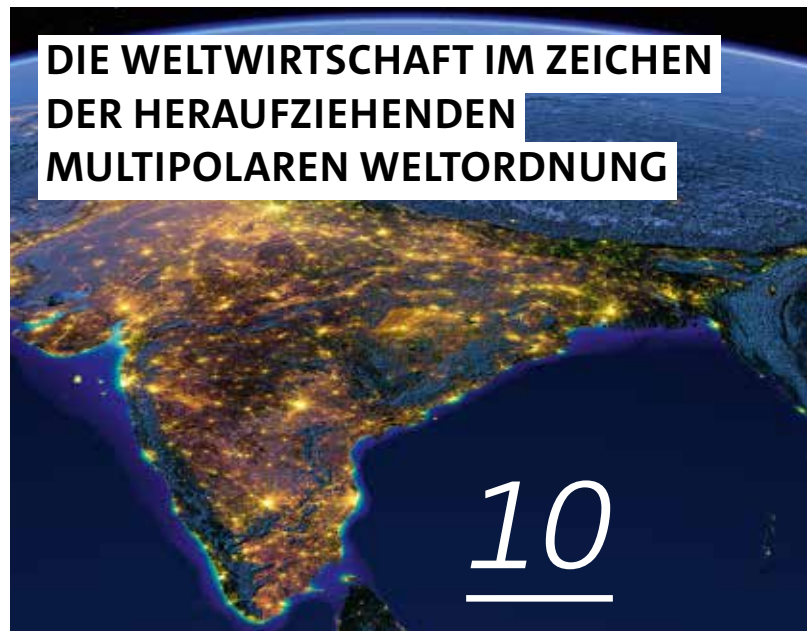 DIE WELTWIRTSCHAFT IM ZEICHEN
DER HERAUFZIEHENDEN
MULTIPOLAREN WELTORDNUNG
10